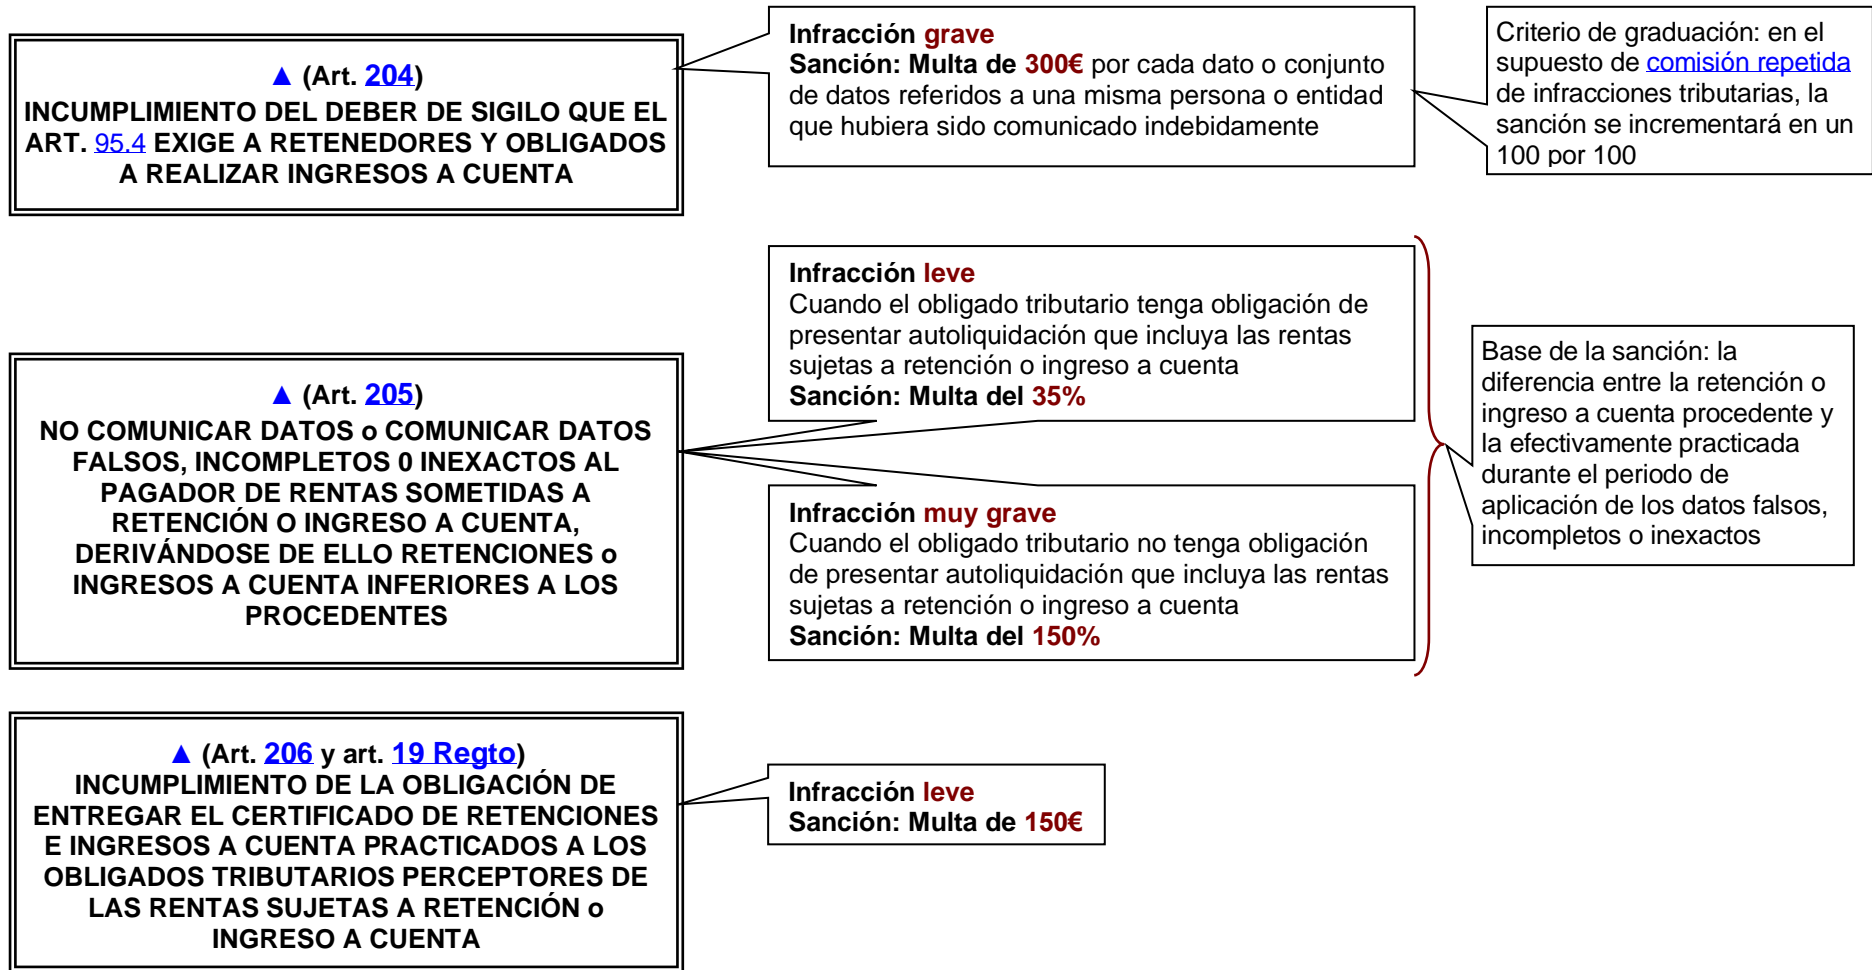 ▲ (Art. 204)
INCUMPLIMIENTO DEL DEBER DE SIGILO QUE EL
ART. 95.4 EXIGE A RETENEDORES Y OBLIGADOS
A REALIZAR INGRESOS A CUENTA
Infracción grave
Sanción: Multa de 300€ por cada dato o conjunto
de datos referidos a una misma persona o entidad
que hubiera sido comunicado indebidamente
Criterio de graduación: en el
supuesto de comisión repetida
de infracciones tributarias, la
sanción se incrementará en un
100 por 100
▲ (Art. 205)
NO COMUNICAR DATOS o COMUNICAR DATOS
FALSOS, INCOMPLETOS 0 INEXACTOS AL
PAGADOR DE RENTAS SOMETIDAS A
RETENCIÓN O INGRESO A CUENTA,
DERIVÁNDOSE DE ELLO RETENCIONES o
INGRESOS A CUENTA INFERIORES A LOS
PROCEDENTES
Infracción leve
Cuando el obligado tributario tenga obligación de
presentar autoliquidación que incluya las rentas
sujetas a retención o ingreso a cuenta
Sanción: Multa del 35%
Infracción muy grave
Cuando el obligado tributario no tenga obligación
de presentar autoliquidación que incluya las rentas
sujetas a retención o ingreso a cuenta
Sanción: Multa del 150%
Base de la sanción: la
diferencia entre la retención o
ingreso a cuenta procedente y
la efectivamente practicada
durante el periodo de
aplicación de los datos falsos,
incompletos o inexactos
▲ (Art. 206 y art. 19 Regto)
INCUMPLIMIENTO DE LA OBLIGACIÓN DE
ENTREGAR EL CERTIFICADO DE RETENCIONES
E INGRESOS A CUENTA PRACTICADOS A LOS
OBLIGADOS TRIBUTARIOS PERCEPTORES DE
LAS RENTAS SUJETAS A RETENCIÓN o
INGRESO A CUENTA
Infracción leve
Sanción: Multa de 150€